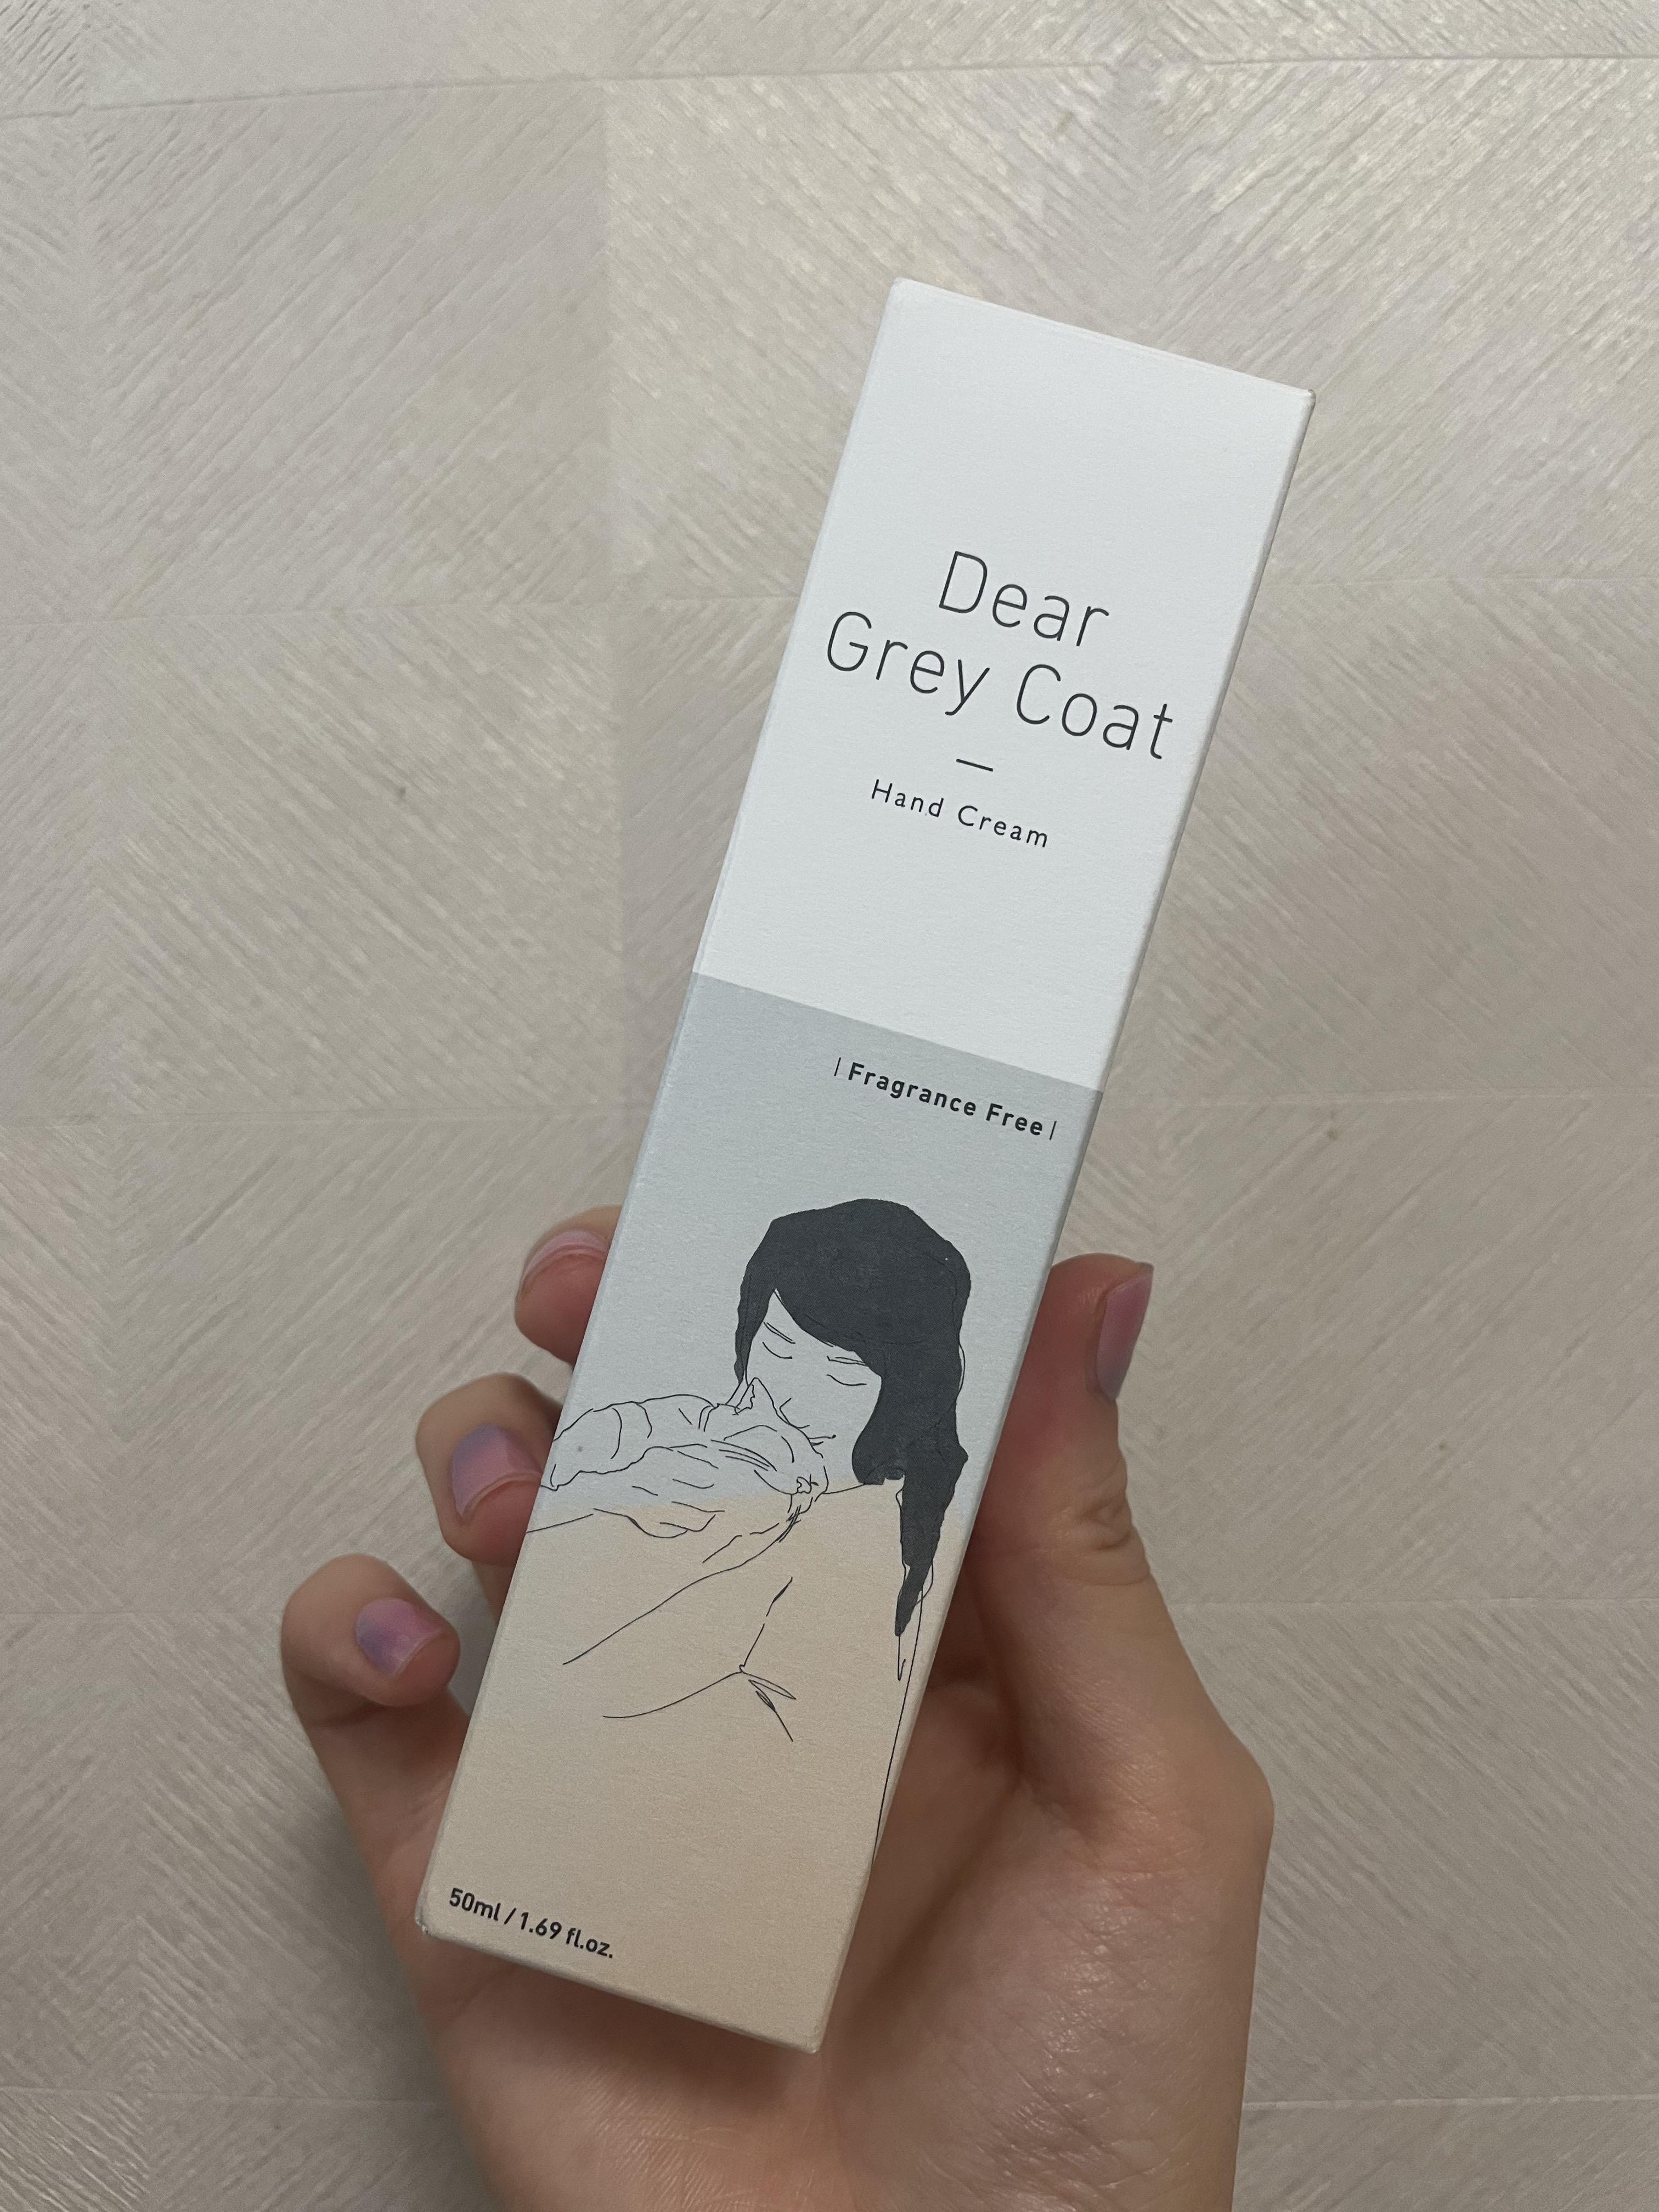 Dear
Grey Coat
—
Hand Cream
| Fragrance Free |
50ml / 1.69 fl.oz.